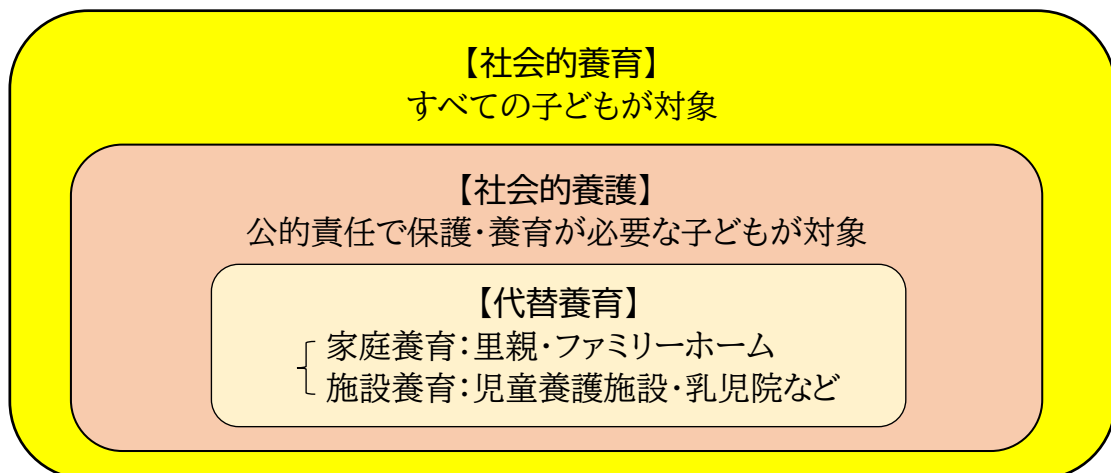 【社会的養育】
すべての子どもが対象
【社会的養護】
公的責任で保護・養育が必要な子どもが対象
【代替養育】
家庭養育：里親・ファミリーホーム
施設養育：児童養護施設・乳児院など